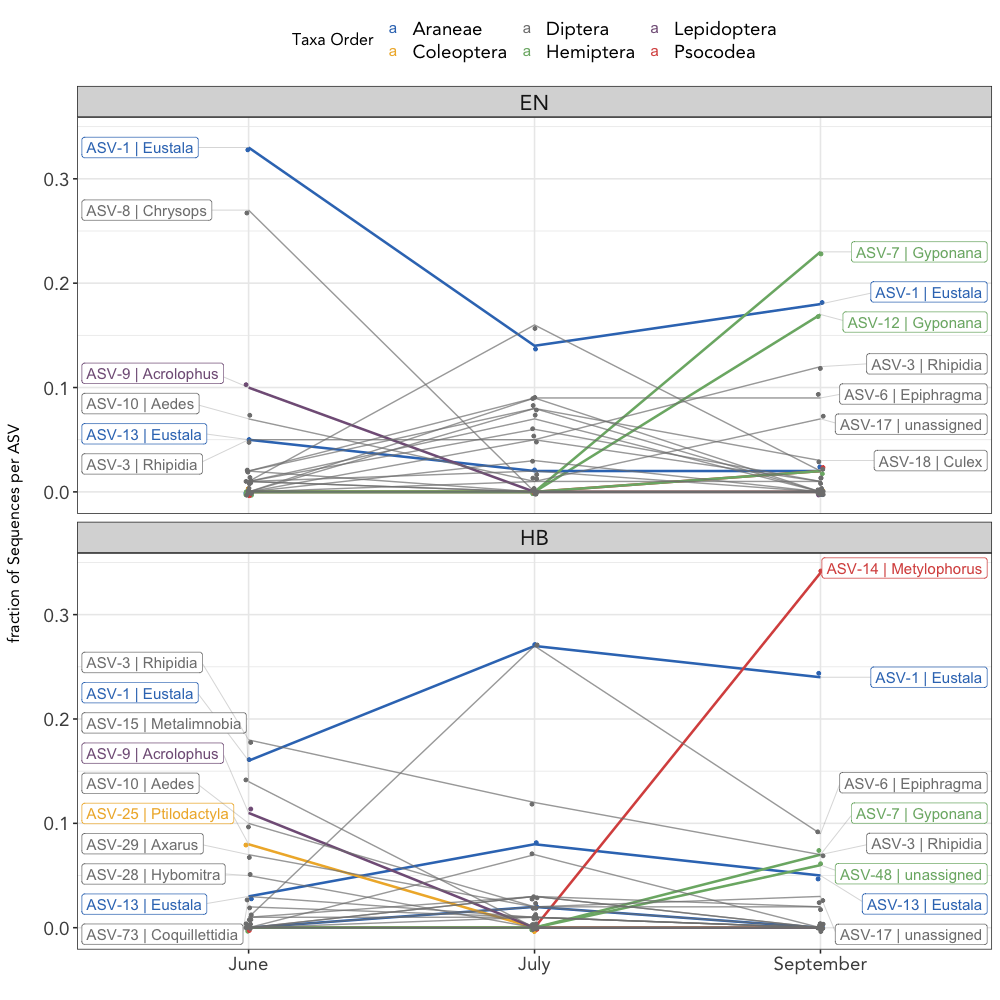 Taxa Order
a Araneae a Diptera a Lepidoptera
a Coleoptera a Hemiptera a Psocodea
fraction of Sequences per ASV
EN
0.3
0.2
0.1
0.0
ASV-1 | Eustala
ASV-8 | Chrysops
ASV-9 | Acrolophus
ASV-10 | Aedes
ASV-13 | Eustala
ASV-3 | Rhipidia
ASV-7 | Gyponana
ASV-1 | Eustala
ASV-12 | Gyponana
ASV-3 | Rhipidia
ASV-6 | Epiphragma
ASV-17 | unassigned
ASV-18 | Culex
HB
0.3
0.2
0.1
0.0
ASV-3 | Rhipidia
ASV-1 | Eustala
ASV-15 | Metalimnobia
ASV-9 | Acrolophus
ASV-10 | Aedes
ASV-25 | Ptilodactyla
ASV-29 | Axarus
ASV-28 | Hybomitra
ASV-13 | Eustala
ASV-73 | Coquillettidia
ASV-14 | Metylophorus
ASV-1 | Eustala
ASV-6 | Epiphragma
ASV-7 | Gyponana
ASV-3 | Rhipidia
ASV-48 | unassigned
ASV-13 | Eustala
ASV-17 | unassigned
June July September